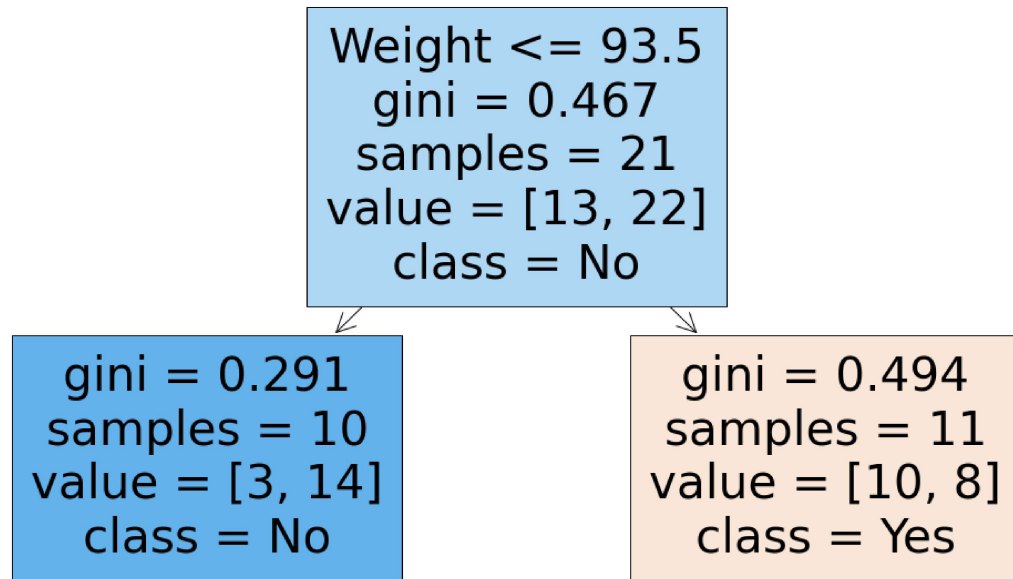 Weight <= 93.5
gini = 0.467
samples = 21
value = [13, 22]
class = No
gini = 0.291
samples = 10
value = [3, 14]
class = No
gini = 0.494
samples = 11
value = [10, 8]
class = Yes